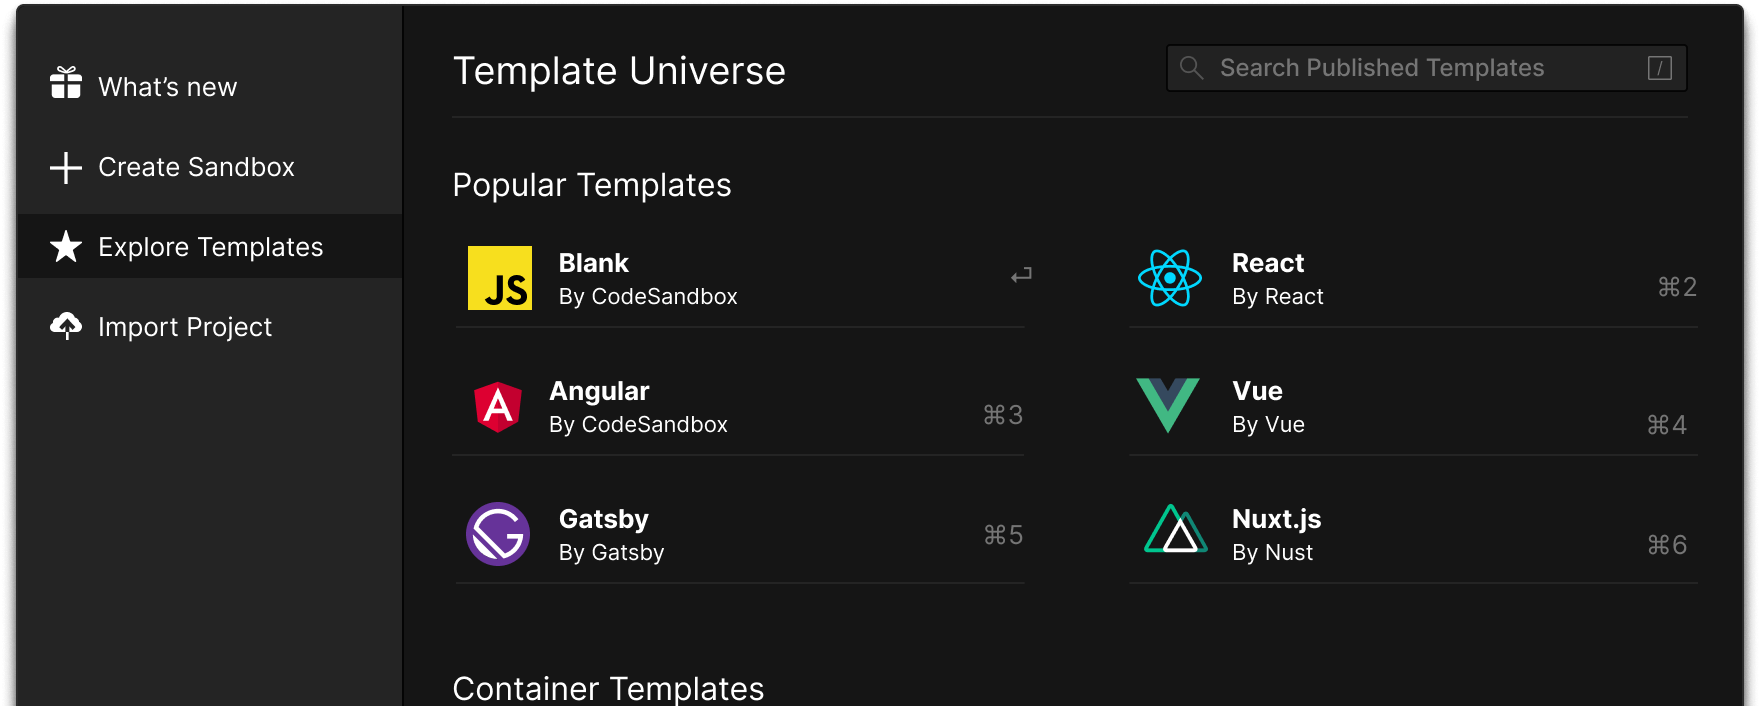 What's new
Create Sandbox
Explore Templates
Import Project
Template Universe
Search Published Templates /
Popular Templates
JS
Blank
By CodeSandbox
↵
React
By React
⌘2
Angular
By CodeSandbox
⌘3
Vue
By Vue
⌘4
Gatsby
By Gatsby
⌘5
Nuxt.js
By Nust
⌘6
Container Templates